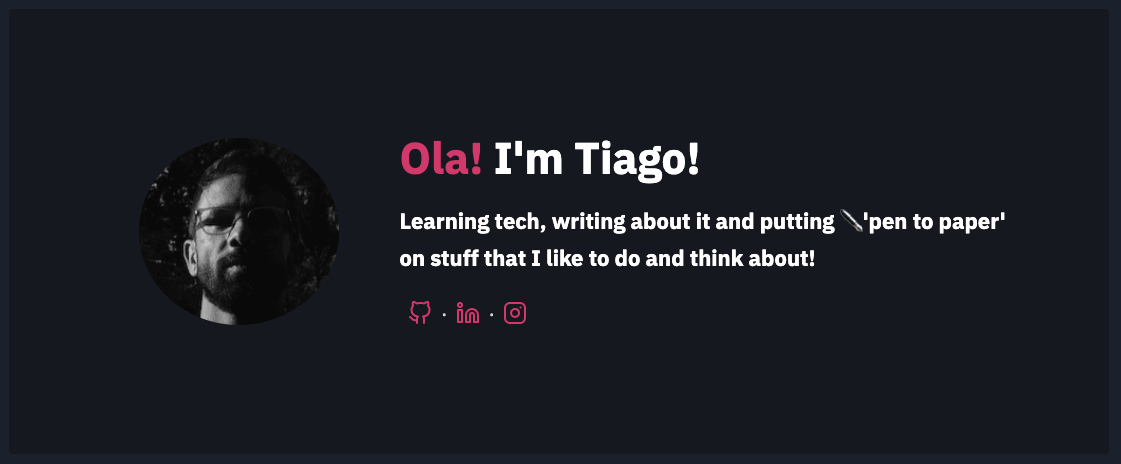 Ola! I'm Tiago!
Learning tech, writing about it and putting 'pen to paper'
on stuff that I like to do and think about!